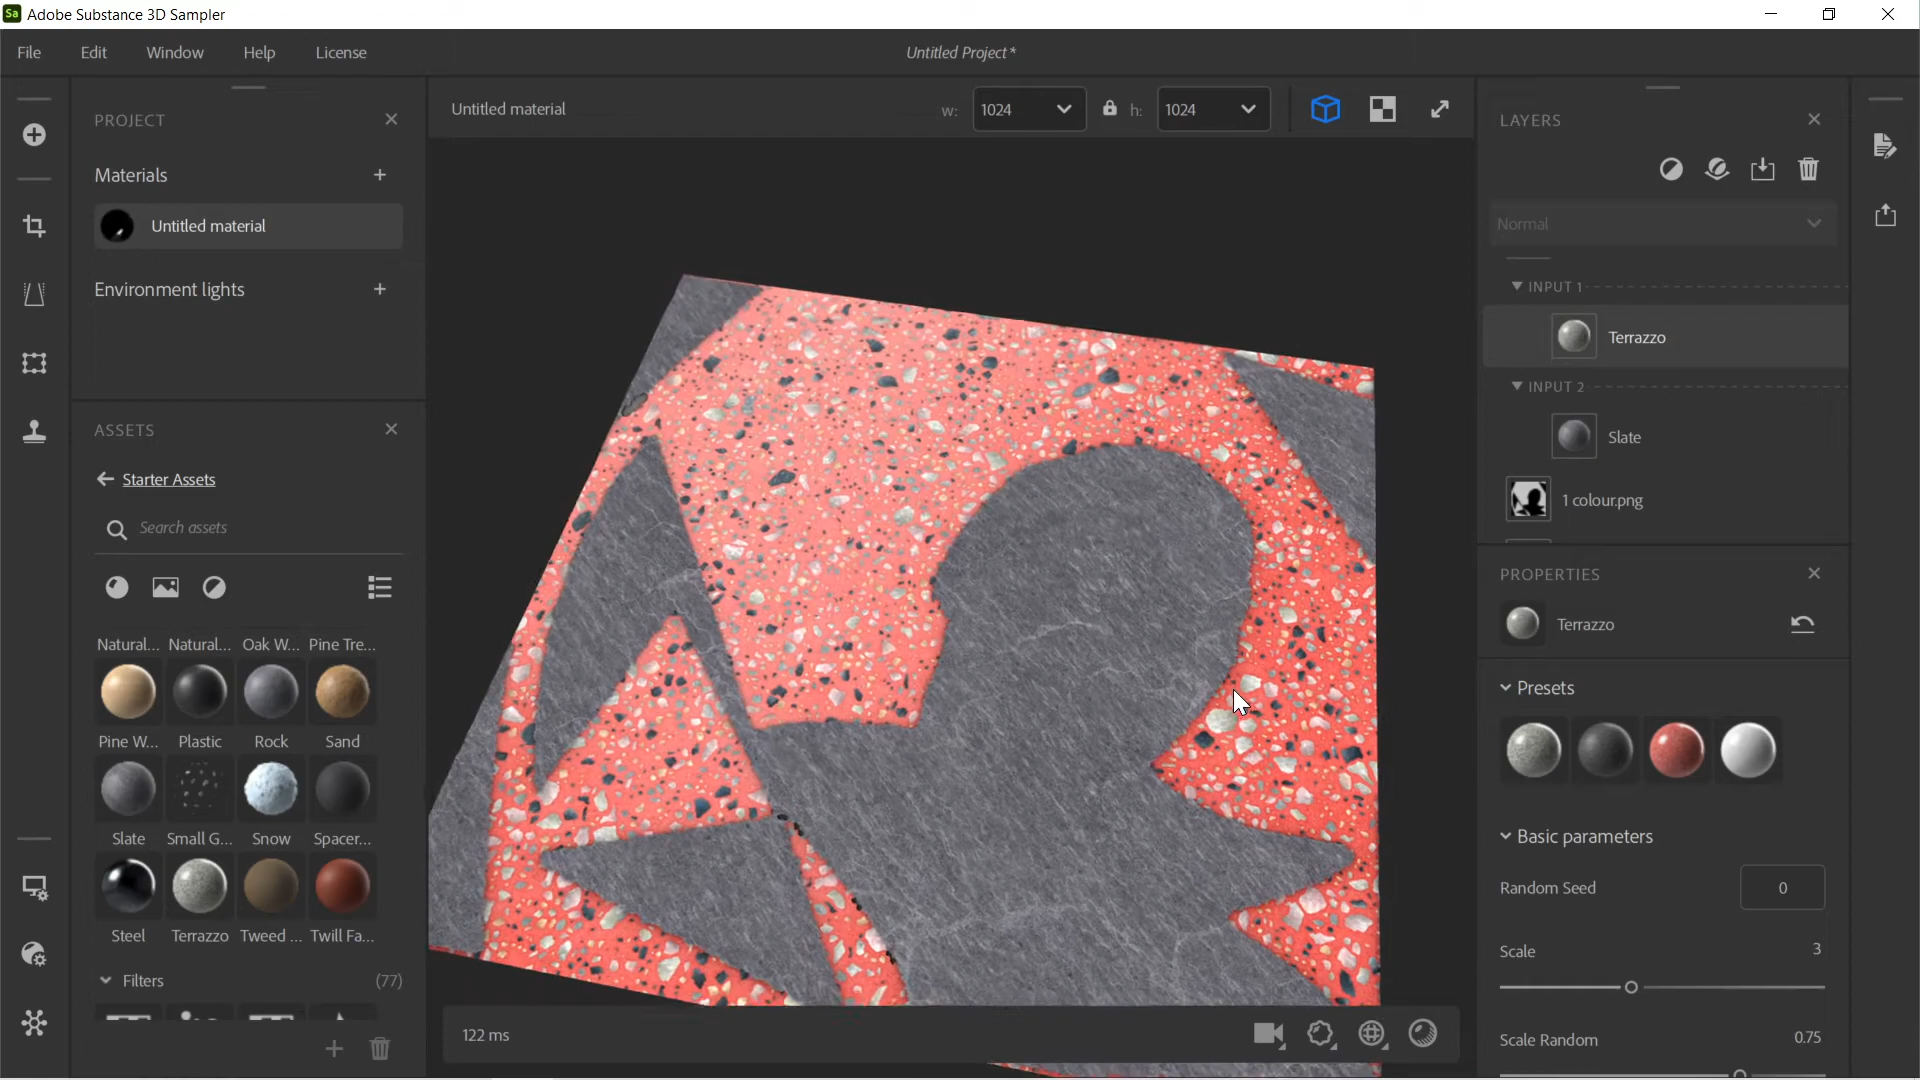 Sa Adobe Substance 3D Sampler
File Edit Window Help License
Untitled Project*
PROJECT
Materials
Untitled material
Environment lights
ASSETS
Starter Assets
Search assets
Natural... Natural... Oak W... Pine Tre...
Pine W... Plastic Rock Sand
Slate Small G... Snow Spacer...
Steel Terrazzo Tweed ... Twill Fa...
Filters (77)
Untitled material w: 1024 h: 1024
122 ms
LAYERS
Normal
INPUT 1
Terrazzo
INPUT 2
Slate
1 colour.png
PROPERTIES
Terrazzo
Presets
Basic parameters
Random Seed 0
Scale 3
Scale Random 0.75